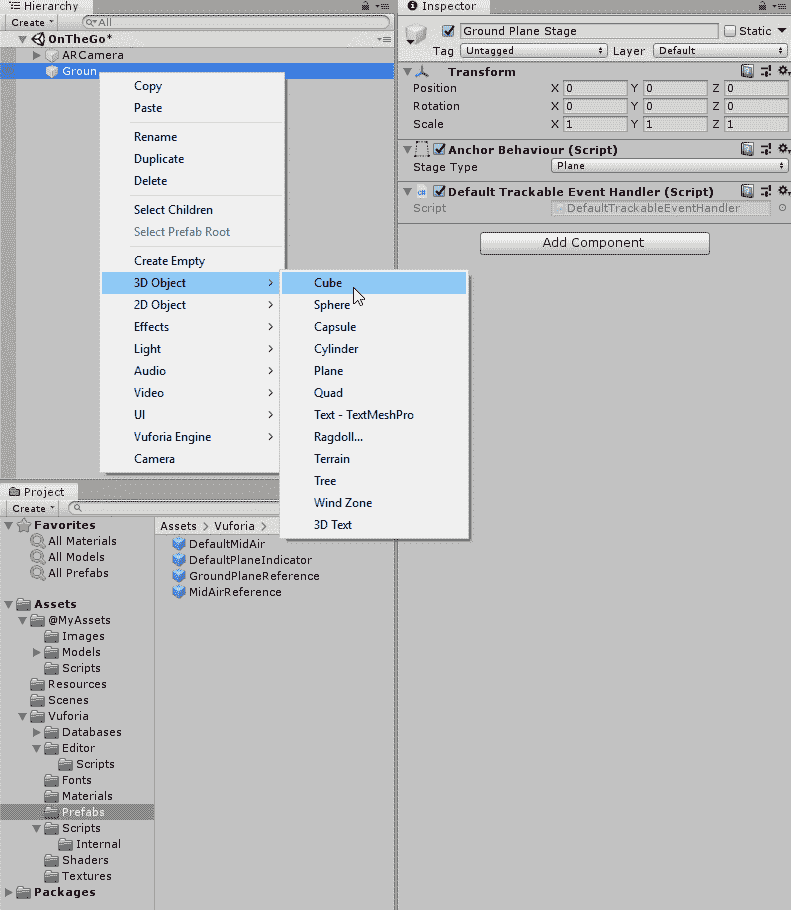 Hierarchy
Create
All
OnTheGo*
ARCamera
Groun
Copy
Paste
Rename
Duplicate
Delete
Select Children
Select Prefab Root
Create Empty
3D Object
2D Object
Effects
Light
Audio
Video
UI
Vuforia Engine
Camera
Cube
Sphere
Capsule
Cylinder
Plane
Quad
Text - TextMeshPro
Ragdoll...
Terrain
Tree
Wind Zone
3D Text
Inspector
Ground Plane Stage
Static
Tag Untagged Layer Default
Transform
Position X 0 Y 0 Z 0
Rotation X 0 Y 0 Z 0
Scale X 1 Y 1 Z 1
Anchor Behaviour (Script)
Stage Type Plane
Default Trackable Event Handler (Script)
Script DefaultTrackableEventHandler
Add Component
Project
Create
Favorites
All Materials
All Models
All Prefabs
Assets
@MyAssets
Images
Models
Scripts
Resources
Scenes
Vuforia
Databases
Editor
Scripts
Fonts
Materials
Prefabs
Scripts
Internal
Shaders
Textures
Packages
Assets > Vuforia >
DefaultMidAir
DefaultPlaneIndicator
GroundPlaneReference
MidAirReference